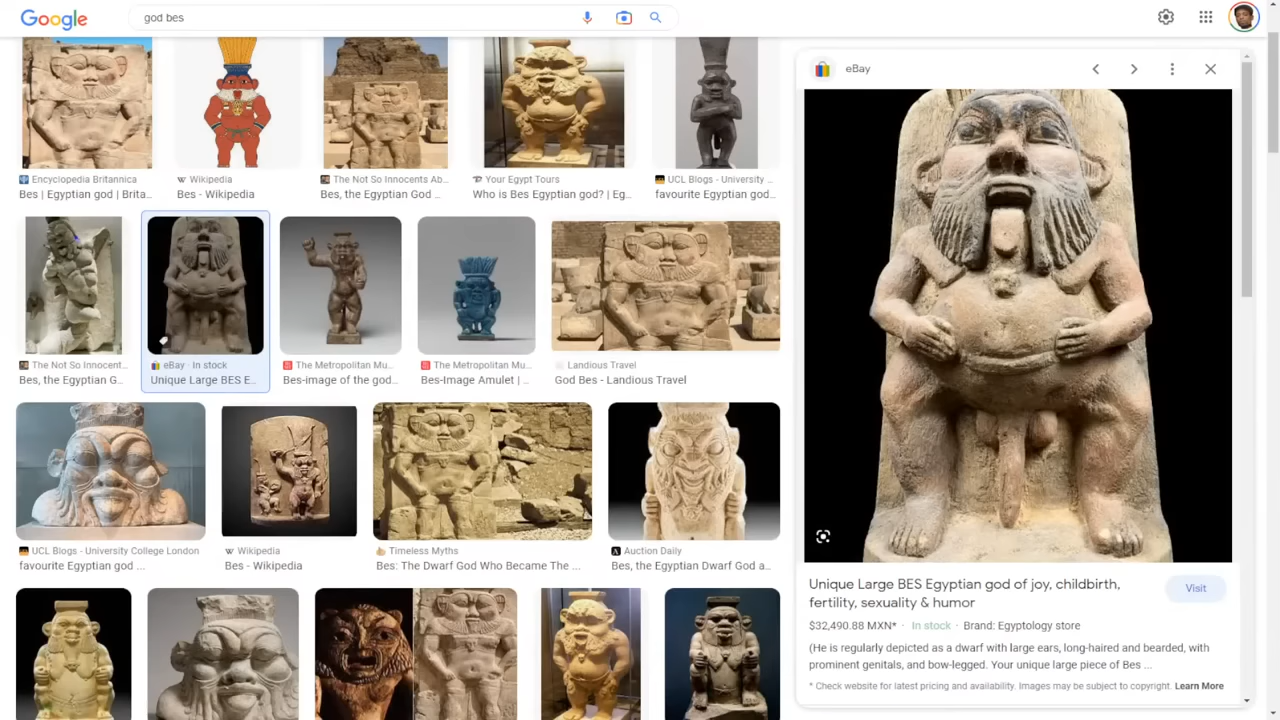 Google
god bes
Encyclopedia Britannica
Bes | Egyptian god | Brita...
Wikipedia
Bes - Wikipedia
The Not So Innocents Ab...
Bes, the Egyptian God ...
Your Egypt Tours
Who is Bes Egyptian god? | Eg...
UCL Blogs - University ...
favourite Egyptian god...
The Not So Innocent...
Bes, the Egyptian G...
eBay · In stock
Unique Large BES E...
The Metropolitan Mu...
Bes-image of the god...
The Metropolitan Mu...
Bes-Image Amulet | ...
Landious Travel
God Bes - Landious Travel
UCL Blogs - University College London
favourite Egyptian god ...
Wikipedia
Bes - Wikipedia
Timeless Myths
Bes: The Dwarf God Who Became The ...
Auction Daily
Bes, the Egyptian Dwarf God a...
eBay
Unique Large BES Egyptian god of joy, childbirth,
fertility, sexuality & humor
Visit
$32,490.88 MXN* · In stock · Brand: Egyptology store
(He is regularly depicted as a dwarf with large ears, long-haired and bearded, with
prominent genitals, and bow-legged. Your unique large piece of Bes ...
* Check website for latest pricing and availability. Images may be subject to copyright. Learn More